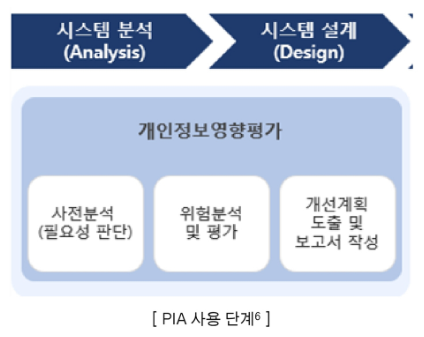 시스템 분석
(Analysis)
시스템 설계
(Design)
개인정보영향평가
사전분석
(필요성 판단)
위험분석
및 평가
개선계획
도출 및
보고서 작성
[ PIA 사용 단계⁶ ]